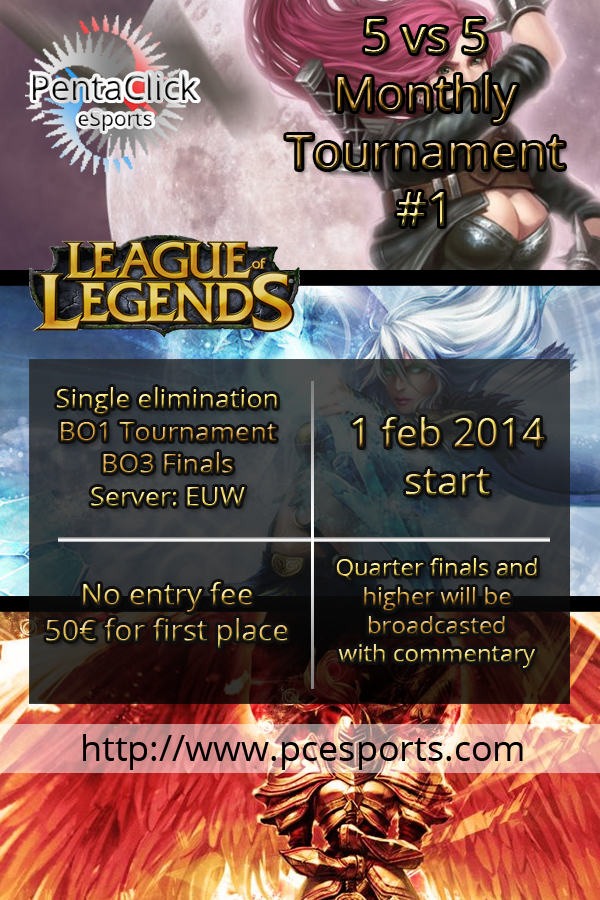 PentaClick
eSports
5 vs 5
Monthly
Tournament
#1
LEAGUE of
LEGENDS
Single elimination
BO1 Tournament
BO3 Finals
Server: EUW
1 feb 2014
start
No entry fee
50€ for first place
Quarter finals and
higher will be
broadcasted
with commentary
http://www.pcesports.com